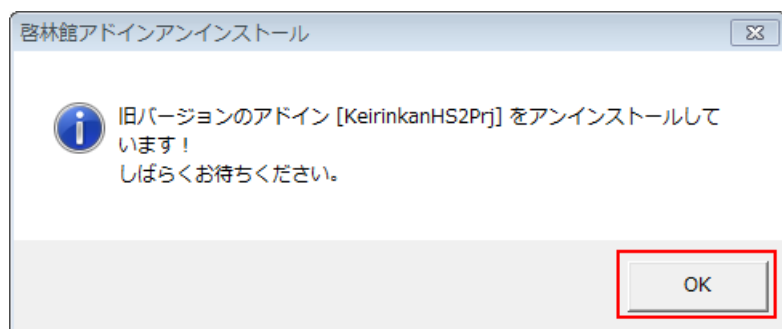 啓林館アドインアンインストール
旧バージョンのアドイン [KeirinkanHS2Prj] をアンインストールして
います！
しばらくお待ちください。
OK